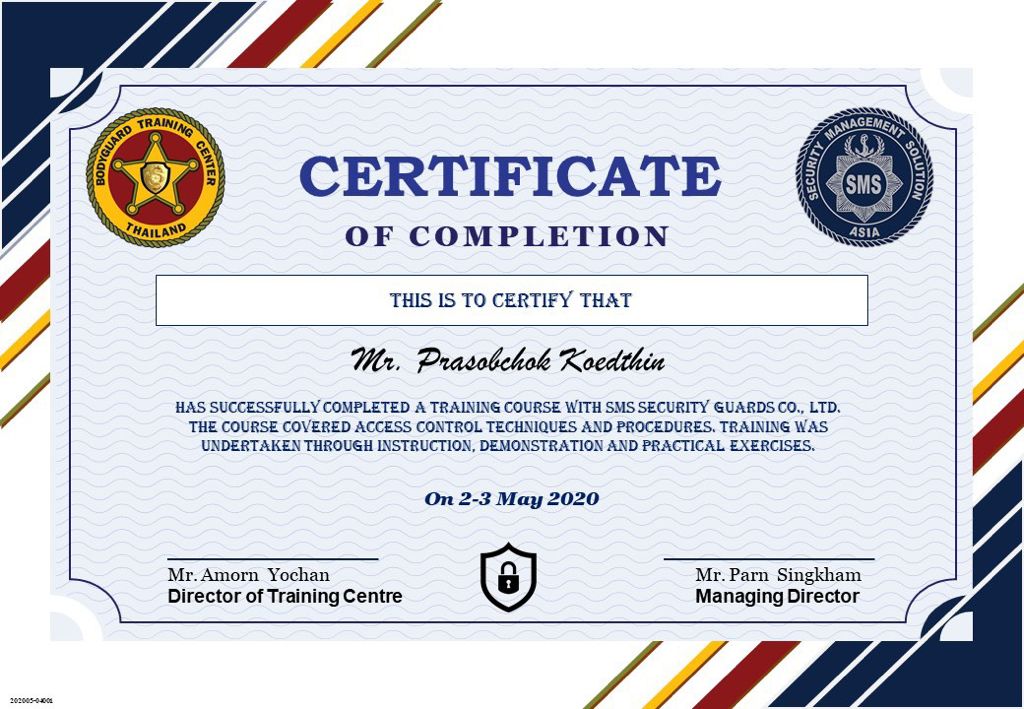 BODYGUARD TRAINING CENTER
THAILAND
SECURITY MANAGEMENT SOLUTION
SMS
ASIA
CERTIFICATE
OF COMPLETION
THIS IS TO CERTIFY THAT
Mr. Prasobchok Koedthin
HAS SUCCESSFULLY COMPLETED A TRAINING COURSE WITH SMS SECURITY GUARDS CO., LTD.
THE COURSE COVERED ACCESS CONTROL TECHNIQUES AND PROCEDURES. TRAINING WAS
UNDERTAKEN THROUGH INSTRUCTION, DEMONSTRATION AND PRACTICAL EXERCISES.
On 2-3 May 2020
Mr. Amorn Yochan
Director of Training Centre
Mr. Parn Singkham
Managing Director
202005-04001